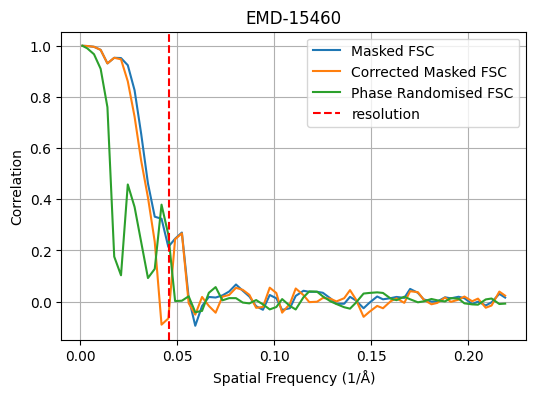 EMD-15460
Masked FSC
Corrected Masked FSC
Phase Randomised FSC
resolution
Correlation
1.0
0.8
0.6
0.4
0.2
0.0
0.00 0.05 0.10 0.15 0.20
Spatial Frequency (1/Å)